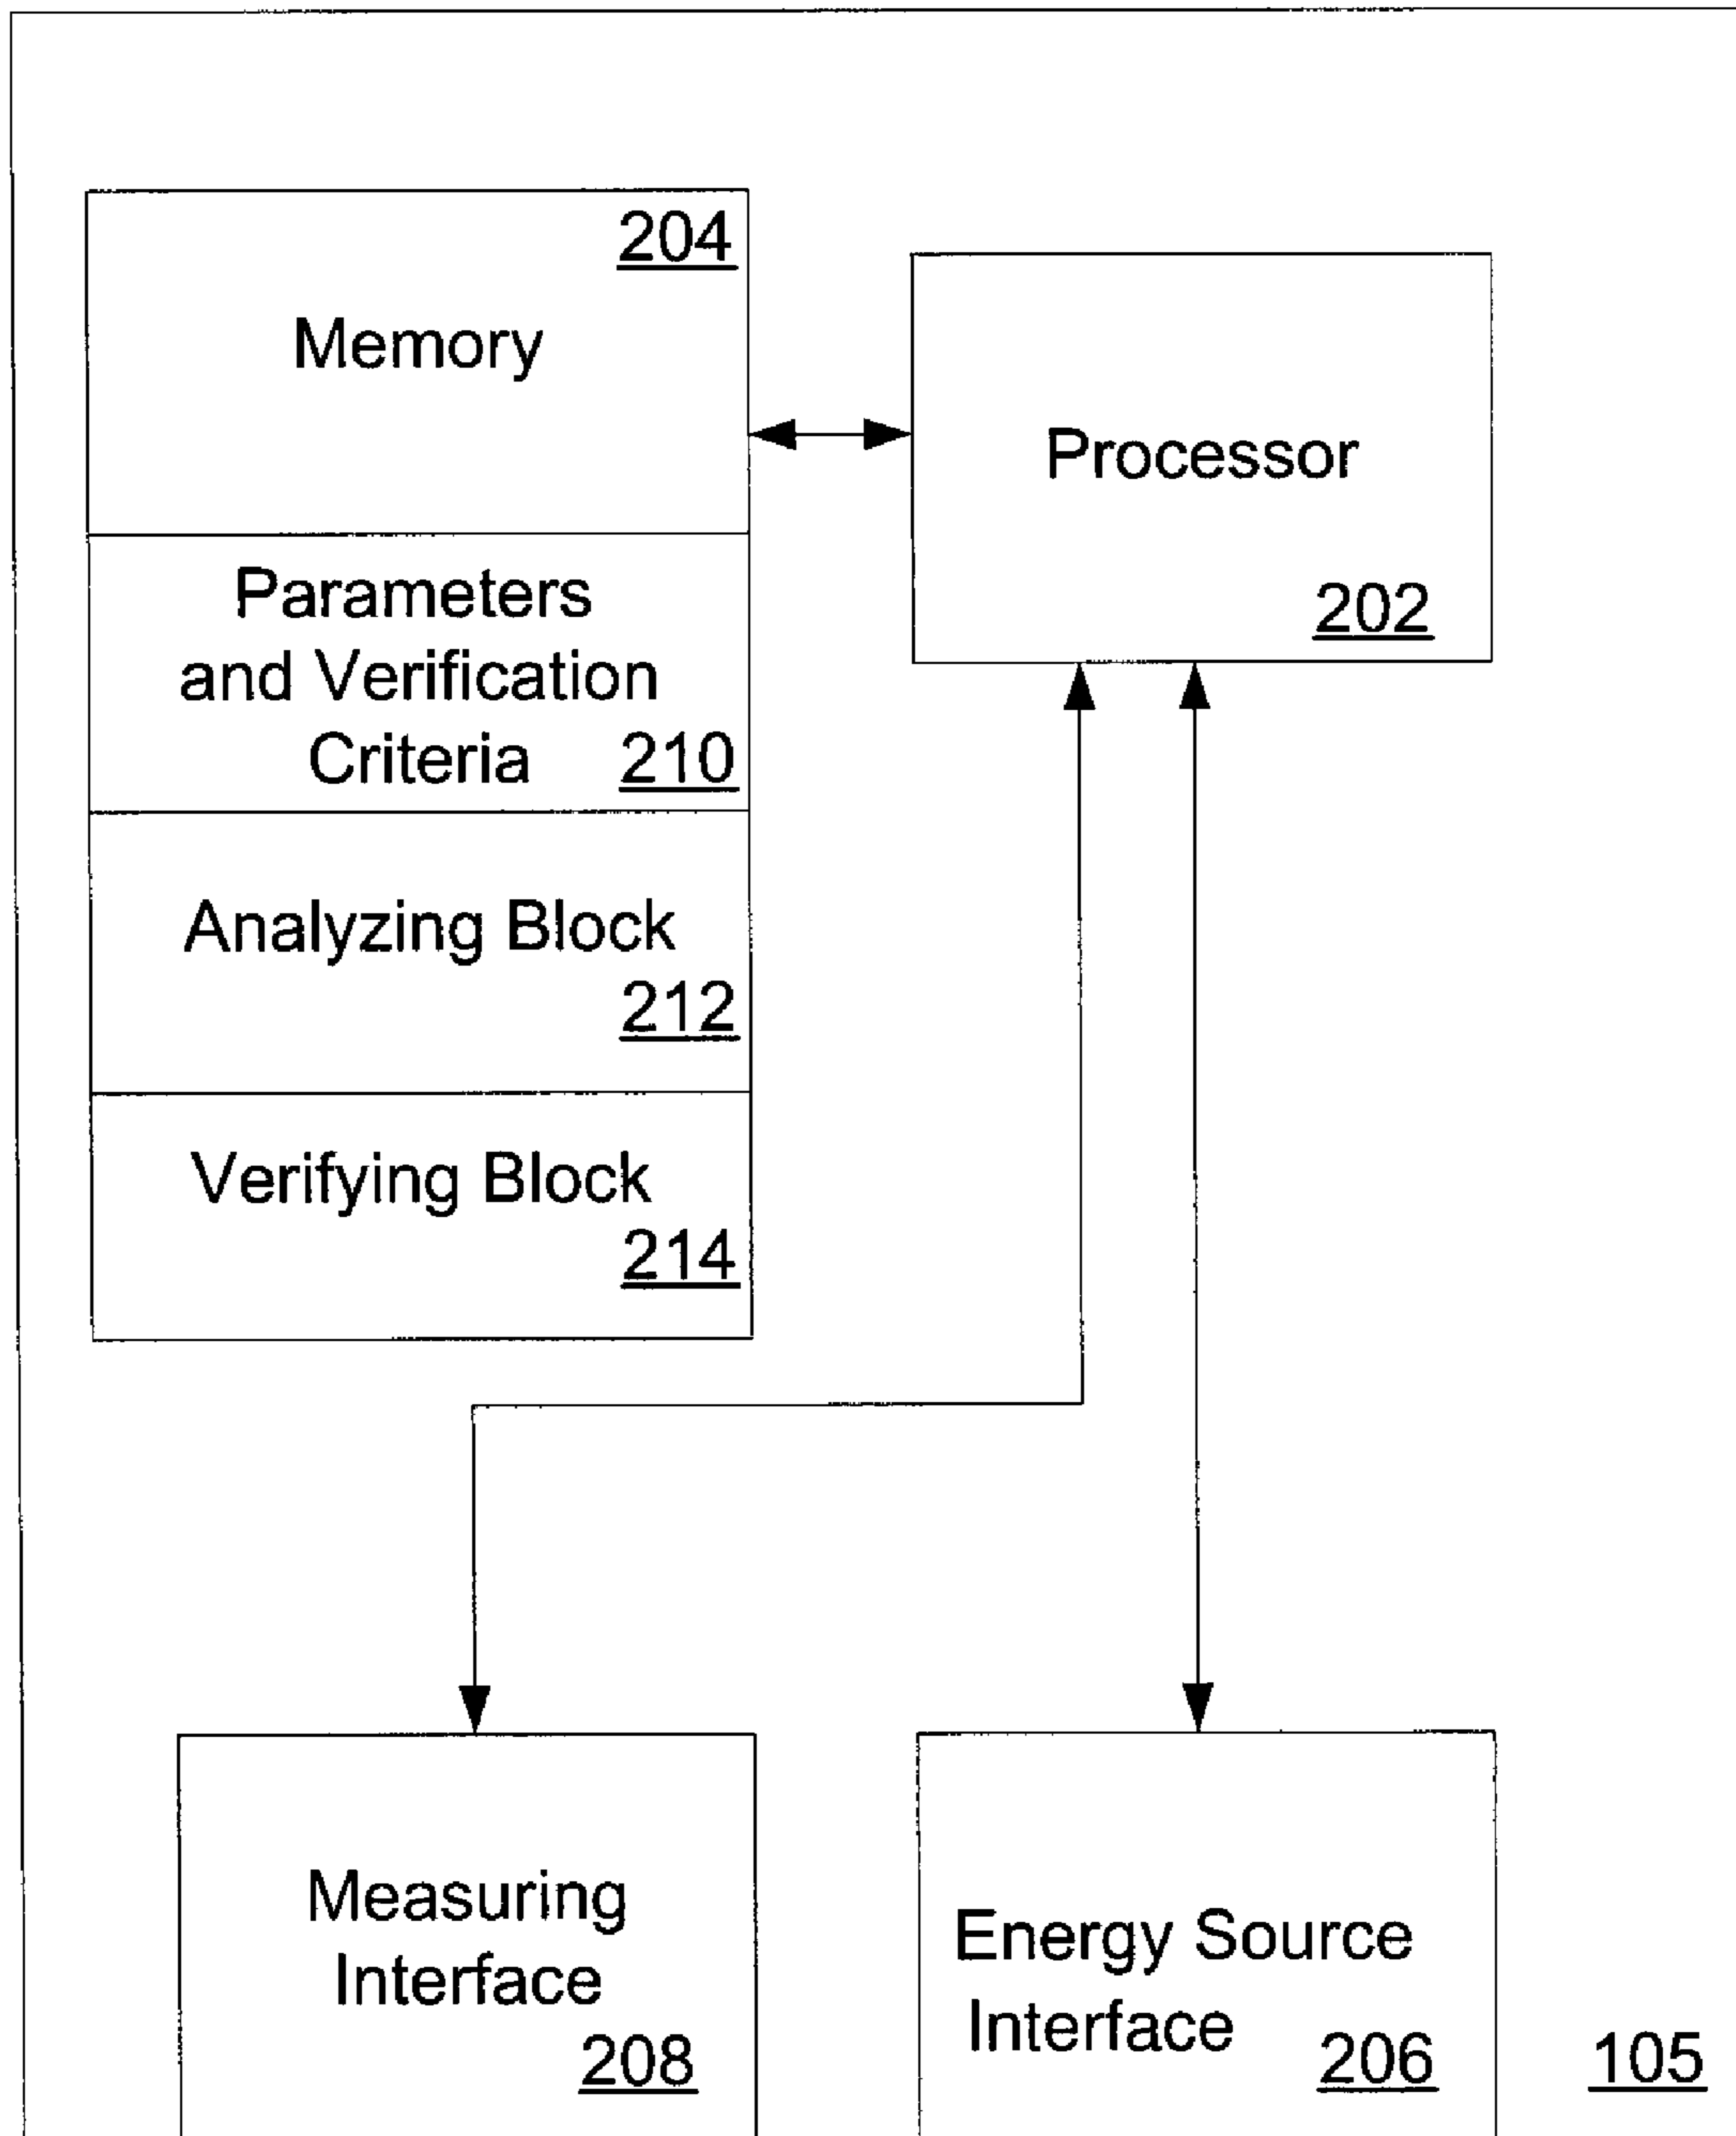 204
Memory
Processor
202
Parameters
and Verification
Criteria 210
Analyzing Block
212
Verifying Block
214
Measuring
Interface
208
Energy Source
Interface 206
105